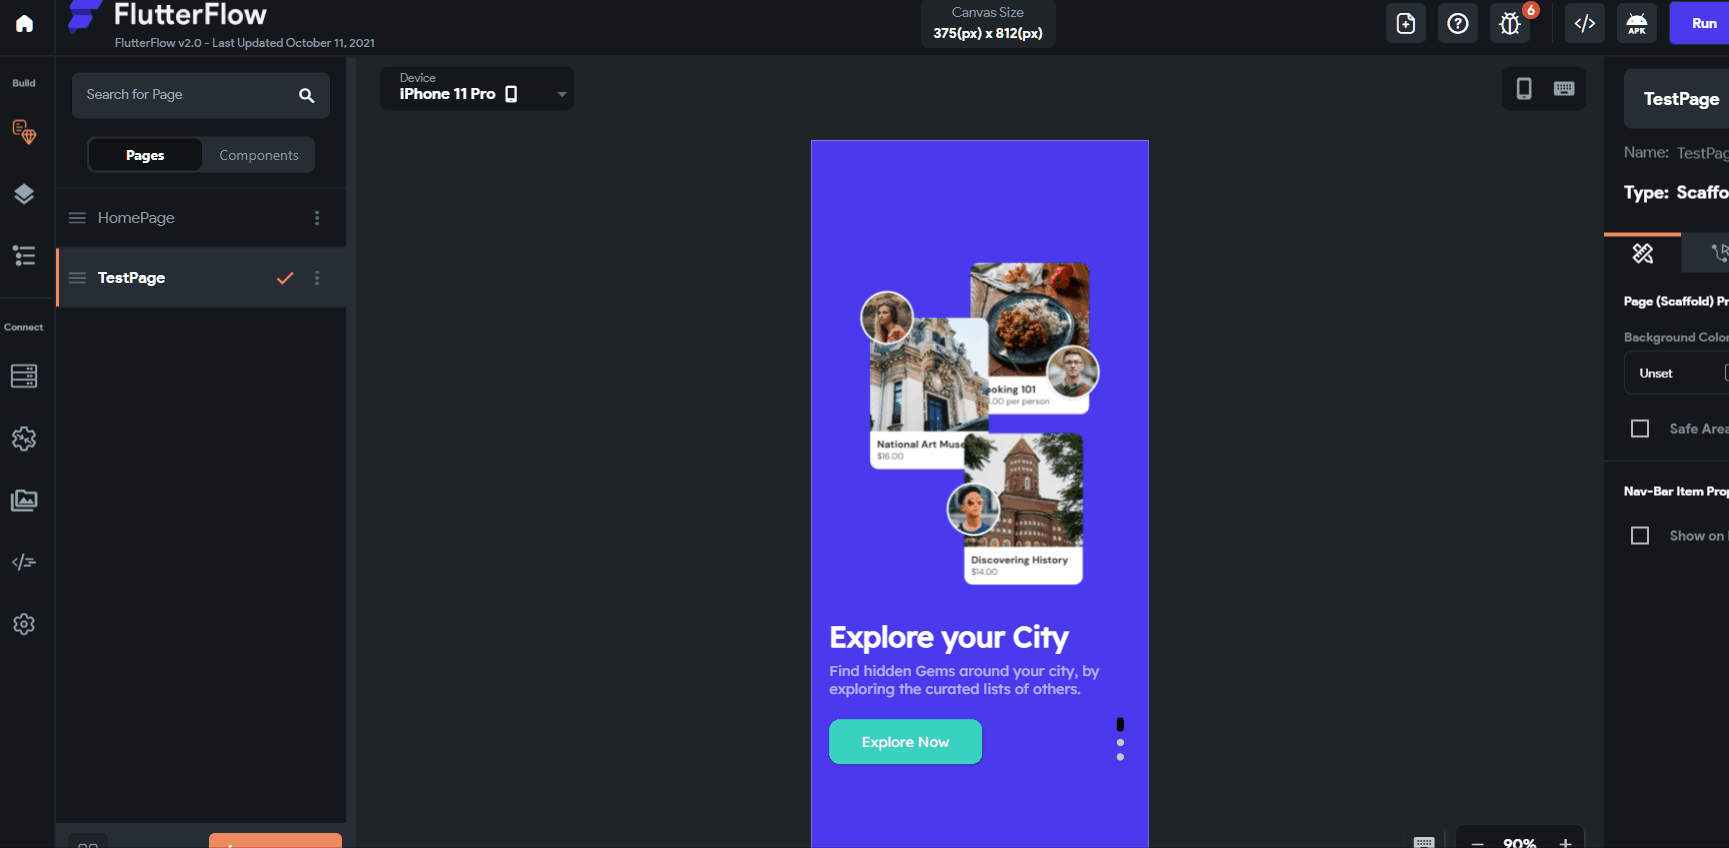 FlutterFlow
FlutterFlow v2.0 - Last Updated October 11, 2021
Canvas Size
375(px) x 812(px)
6
APK
Run
Build
Search for Page
Pages
Components
HomePage
TestPage
Connect
Device
iPhone 11 Pro
ooking 101
.00 per person
National Art Muse
$16.00
Discovering History
$14.00
Explore your City
Find hidden Gems around your city, by
exploring the curated lists of others.
Explore Now
90%
TestPage
Name: TestPag
Type: Scaffo
Page (Scaffold) Pr
Background Color
Unset
Safe Area
Nav-Bar Item Prop
Show on